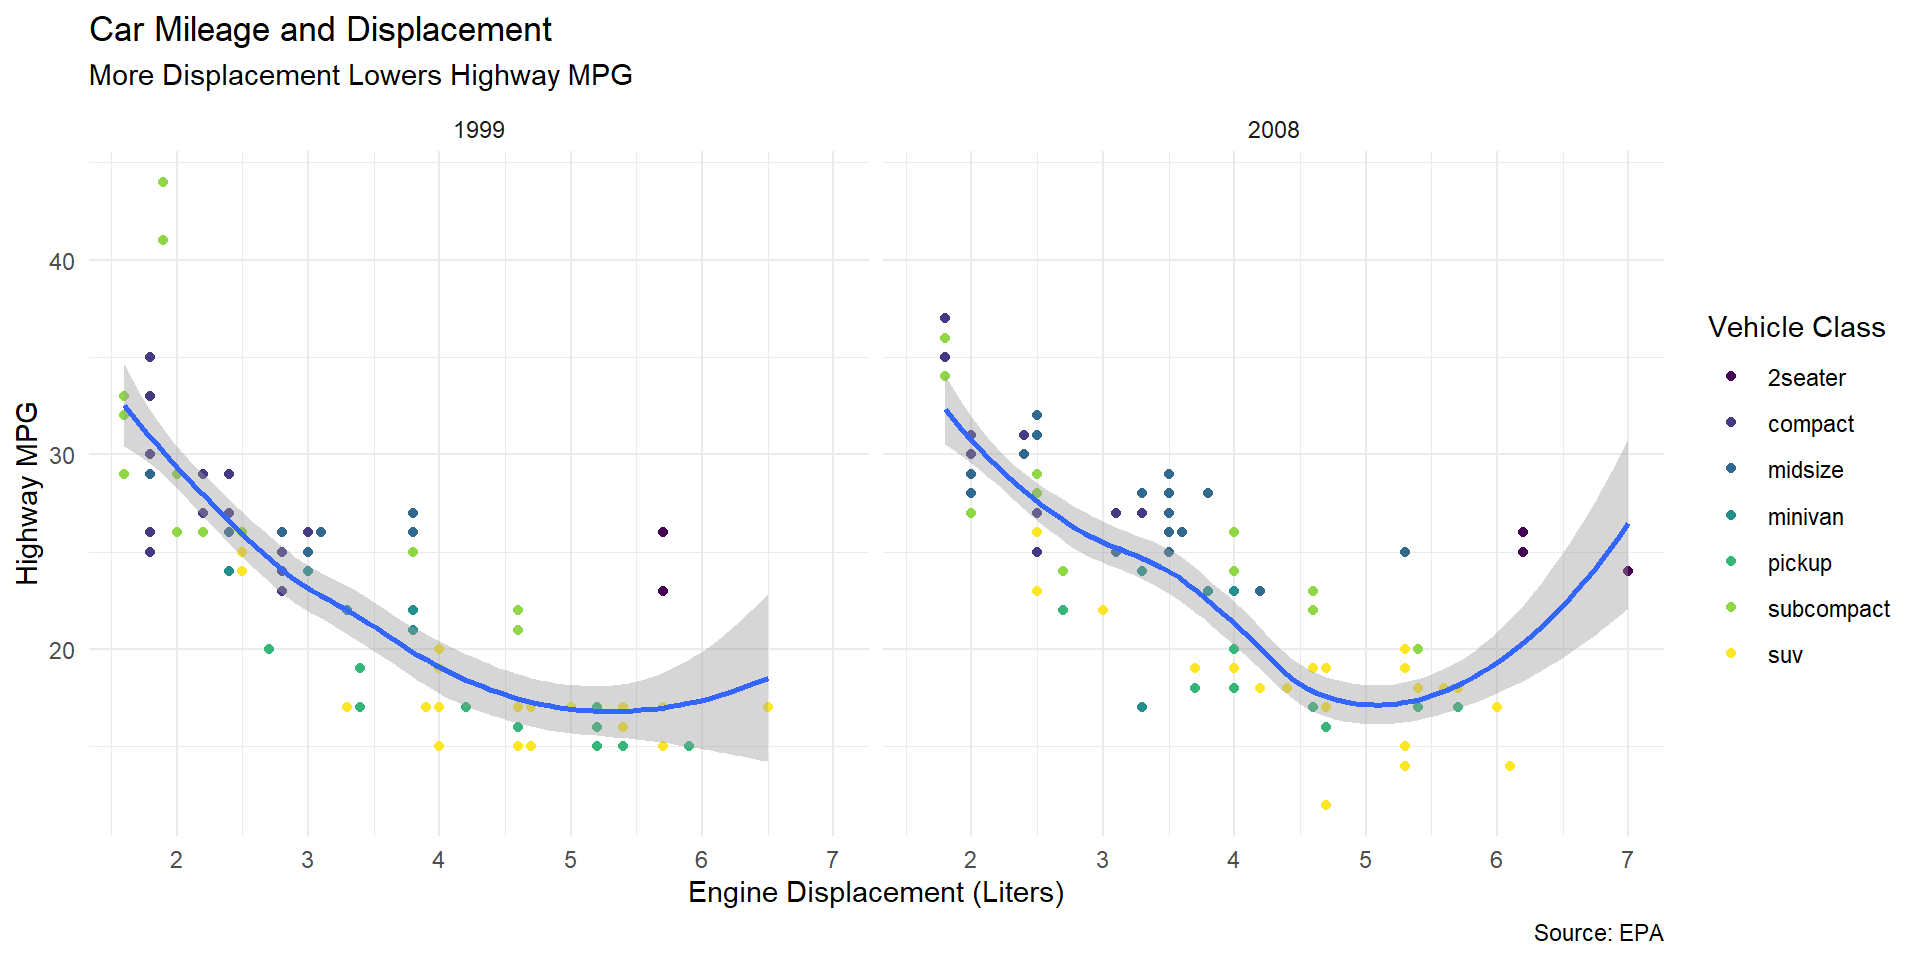 Car Mileage and Displacement
More Displacement Lowers Highway MPG
1999
2008
40
30
20
Highway MPG
2 3 4 5 6 7
2 3 4 5 6 7
Engine Displacement (Liters)
Vehicle Class
2seater
compact
midsize
minivan
pickup
subcompact
suv
Source: EPA